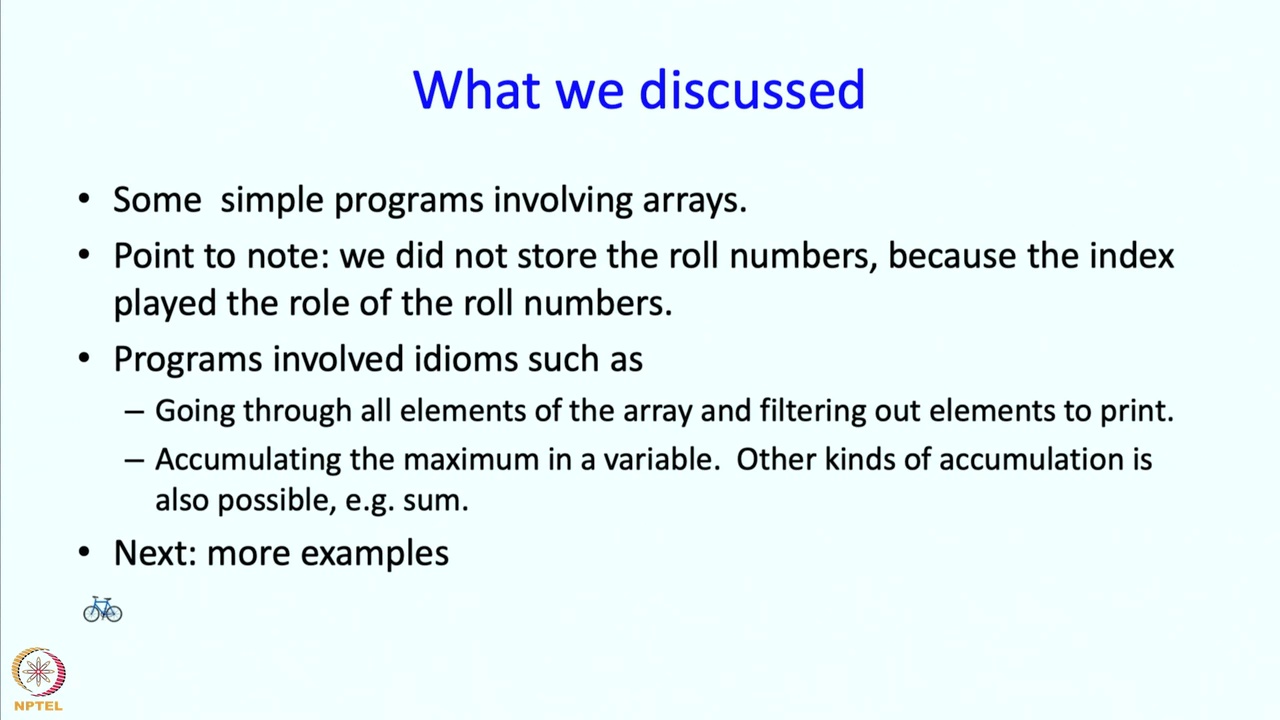 What we discussed
• Some simple programs involving arrays.
• Point to note: we did not store the roll numbers, because the index
played the role of the roll numbers.
• Programs involved idioms such as
– Going through all elements of the array and filtering out elements to print.
– Accumulating the maximum in a variable. Other kinds of accumulation is
also possible, e.g. sum.
• Next: more examples
NPTEL